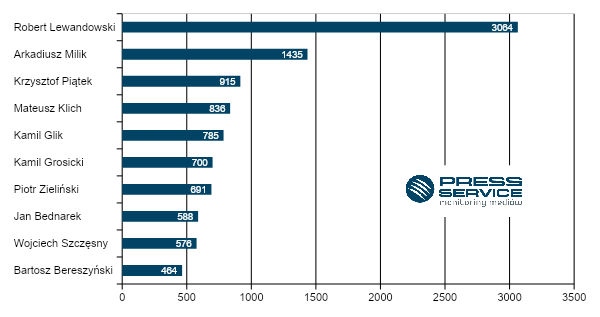 Robert Lewandowski 3064
Arkadiusz Milik 1435
Krzysztof Piątek 915
Mateusz Klich 836
Kamil Glik 785
Kamil Grosicki 700
Piotr Zieliński 691
Jan Bednarek 588
Wojciech Szczęsny 576
Bartosz Bereszyński 464
PRESS
SERVICE
monitoring mediów
0 500 1000 1500 2000 2500 3000 3500